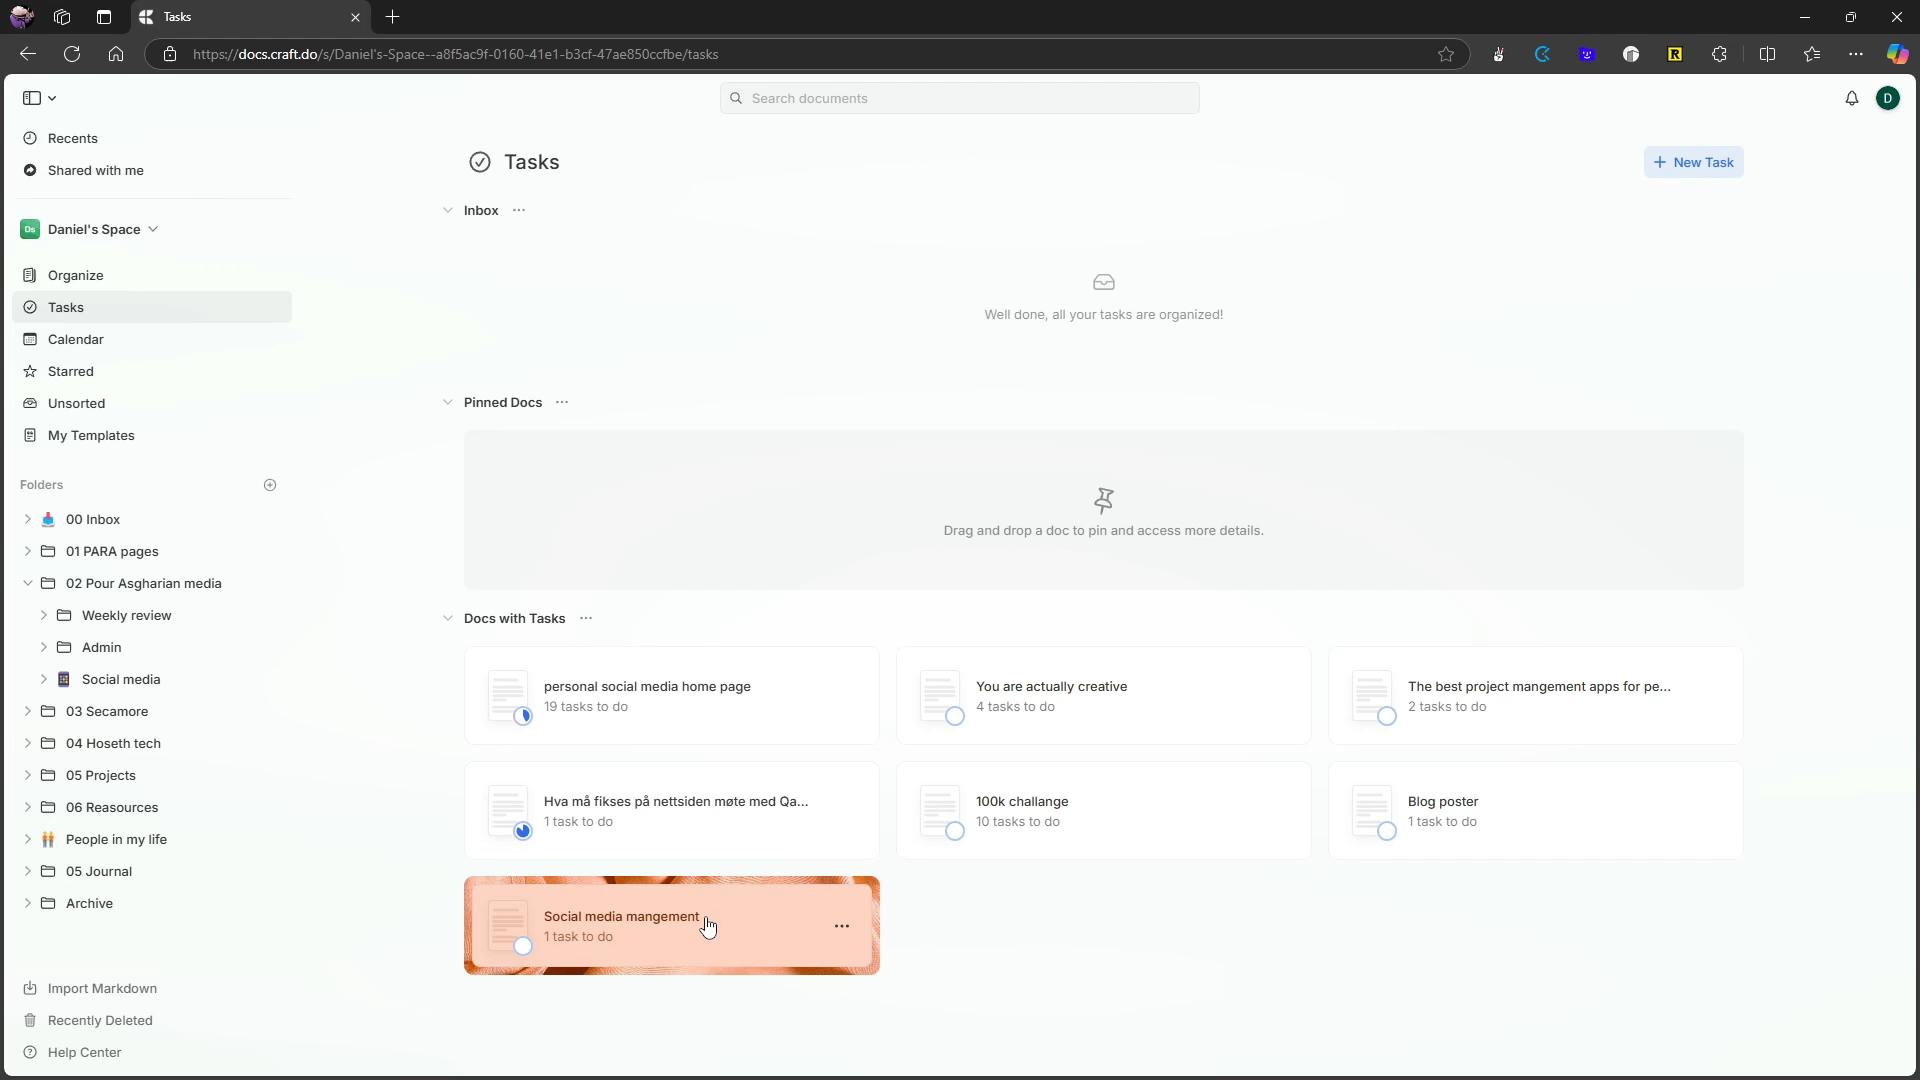 Tasks
https://docs.craft.do/s/Daniel's-Space--a8f5ac9f-0160-41e1-b3cf-47ae850ccfbe/tasks
Search documents
D
Recents
Shared with me
Ds Daniel's Space
Organize
Tasks
Calendar
Starred
Unsorted
My Templates
Folders
00 Inbox
01 PARA pages
02 Pour Asgharian media
Weekly review
Admin
Social media
03 Secamore
04 Hoseth tech
05 Projects
06 Reasources
People in my life
05 Journal
Archive
Import Markdown
Recently Deleted
Help Center
Tasks
New Task
Inbox
Well done, all your tasks are organized!
Pinned Docs
Drag and drop a doc to pin and access more details.
Docs with Tasks
personal social media home page
19 tasks to do
You are actually creative
4 tasks to do
The best project mangement apps for pe...
2 tasks to do
Hva må fikses på nettsiden møte med Qa...
1 task to do
100k challange
10 tasks to do
Blog poster
1 task to do
Social media mangement
1 task to do